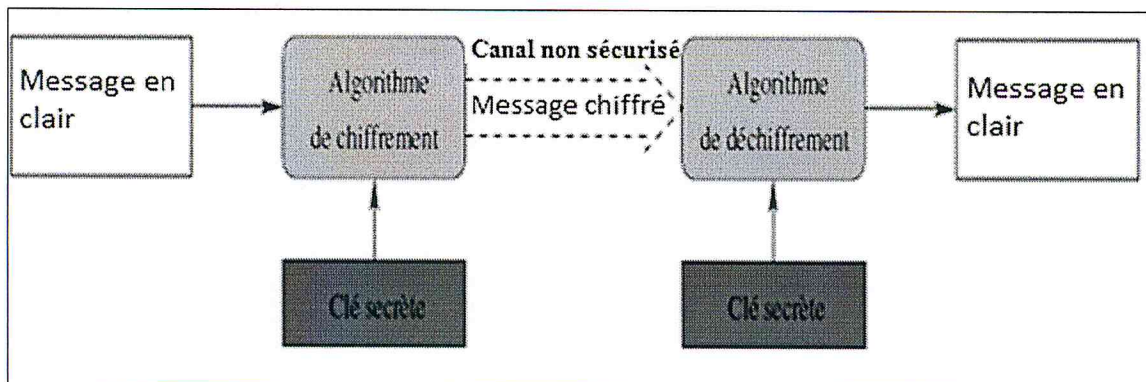 Message en
clair
Algorithme
de chiffrement
Canal non sécurisé
Message chiffré
Algorithme
de déchiffrement
Message en
clair
Clé secrète
Clé secrète